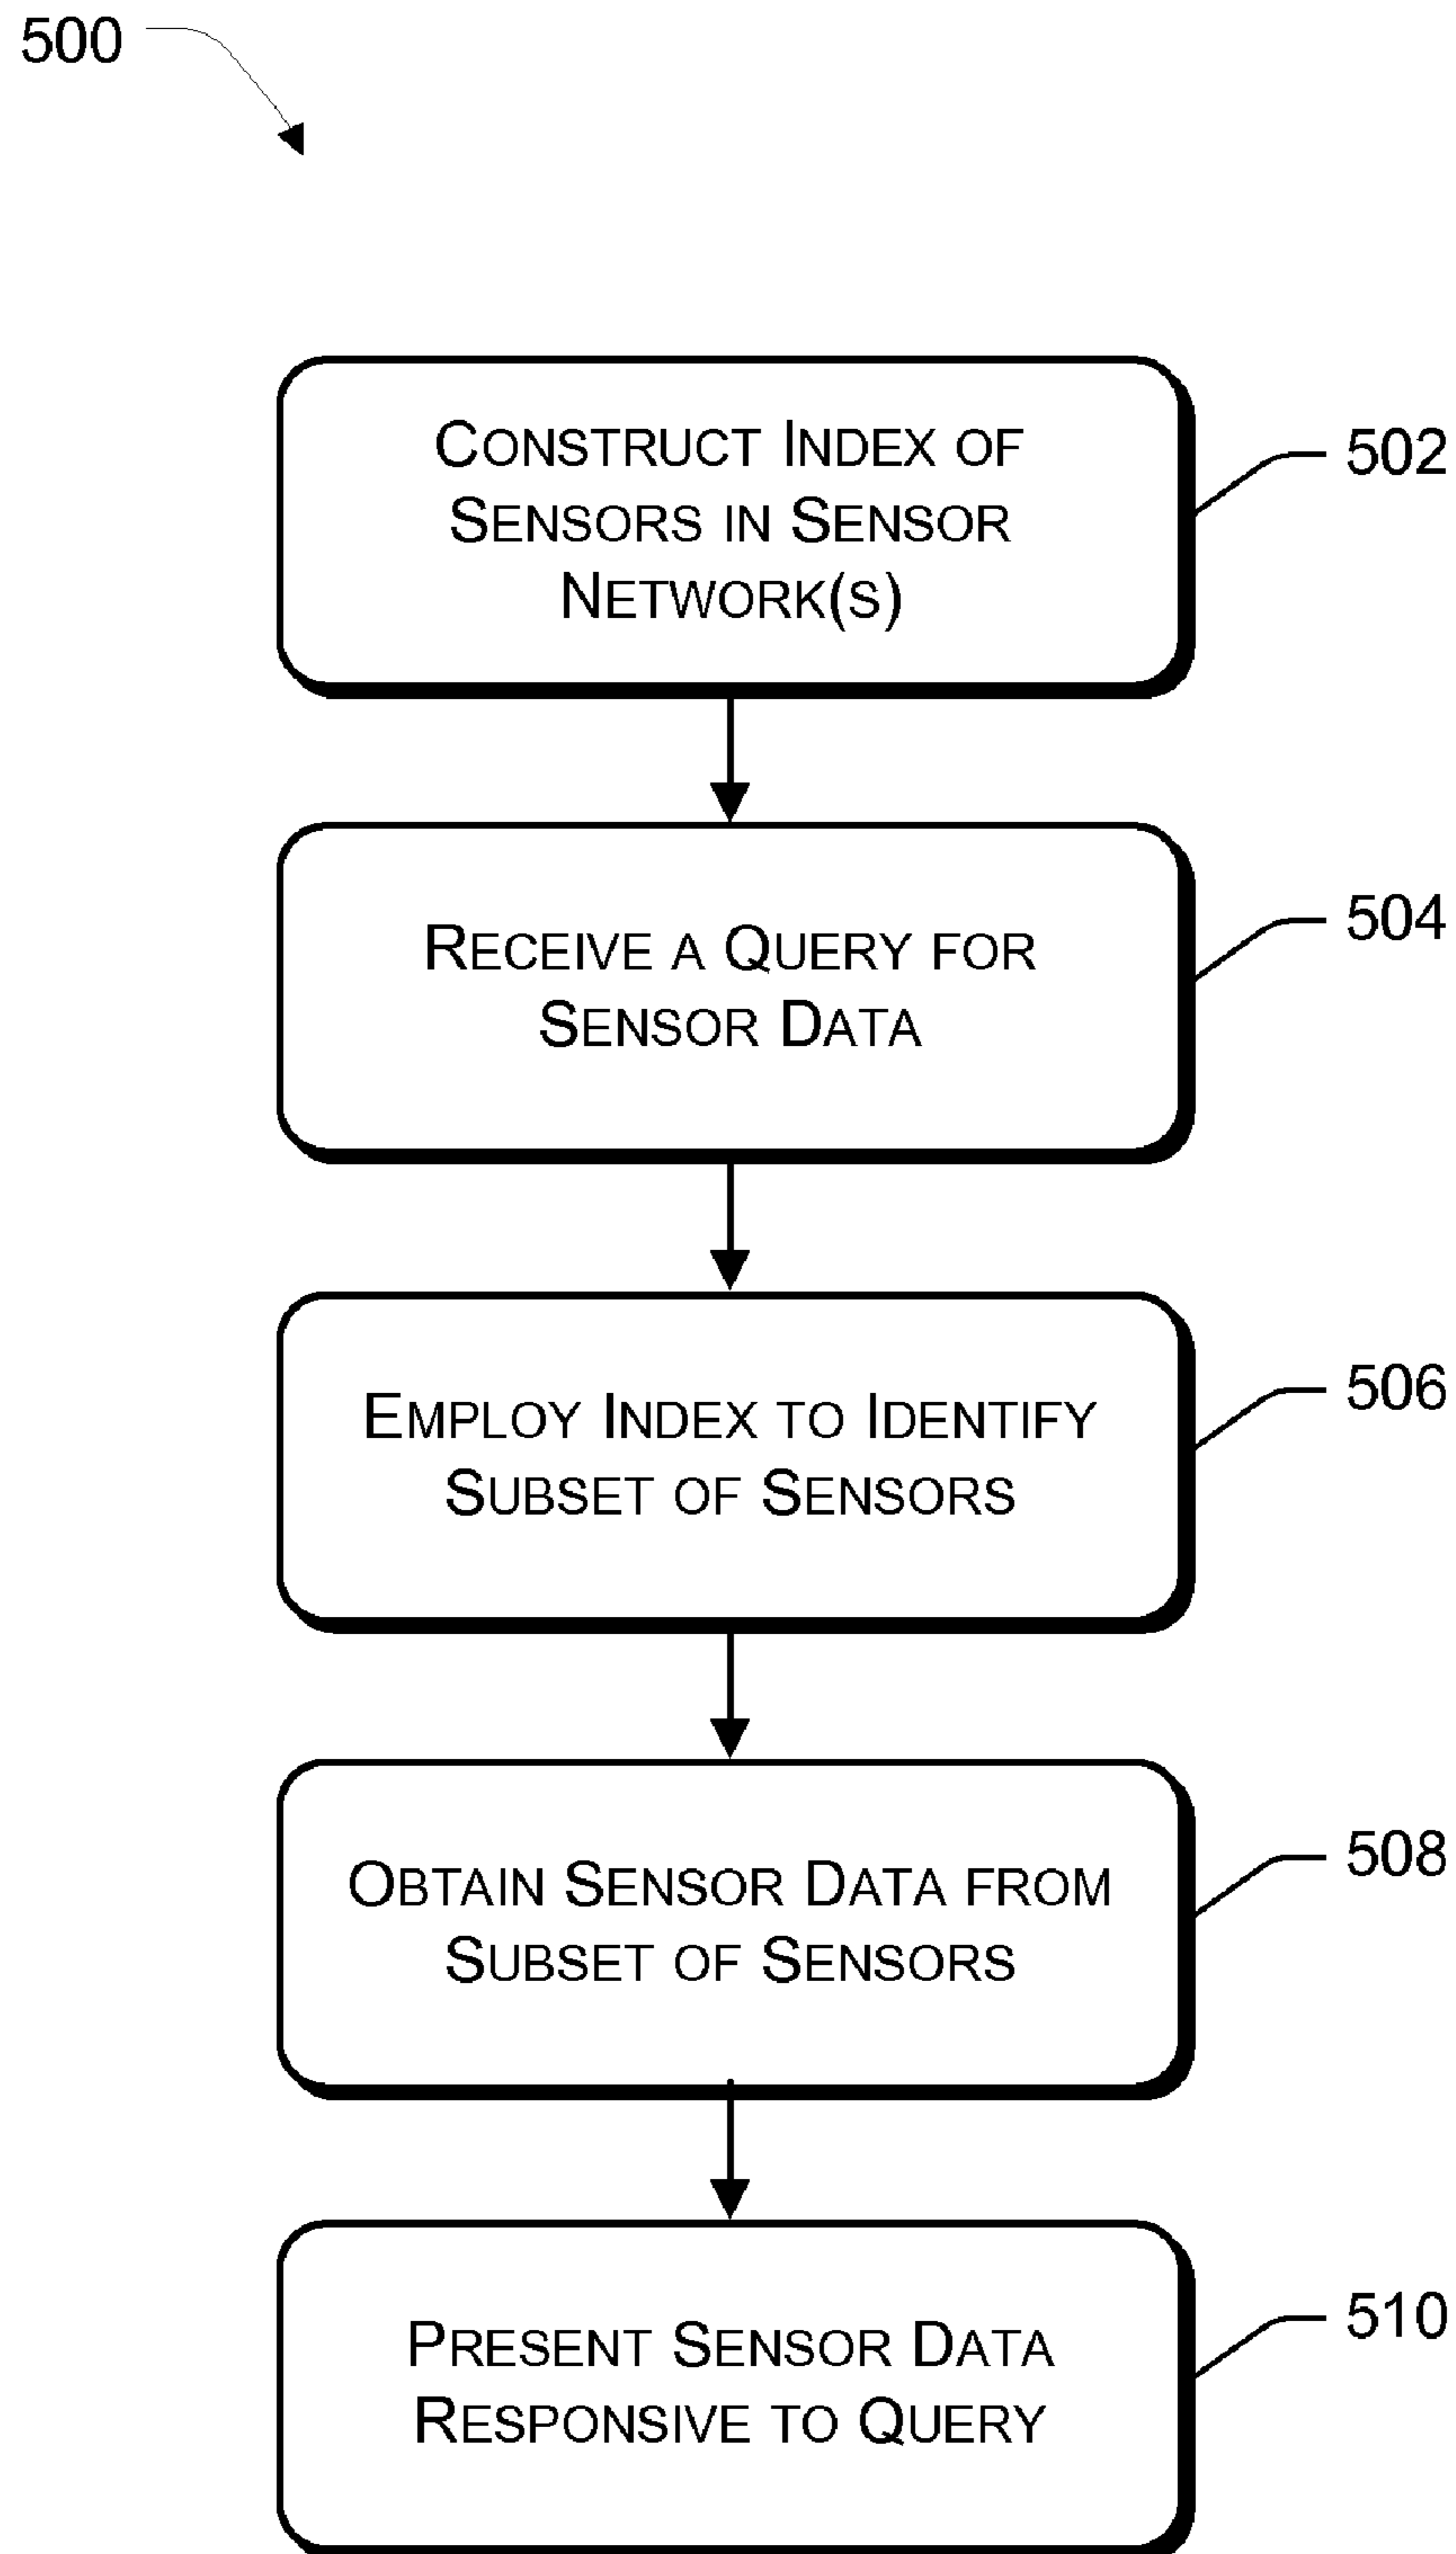 500
Construct Index of
Sensors in Sensor
Network(s)
502
Receive a Query for
Sensor Data
504
Employ Index to Identify
Subset of Sensors
506
Obtain Sensor Data from
Subset of Sensors
508
Present Sensor Data
Responsive to Query
510